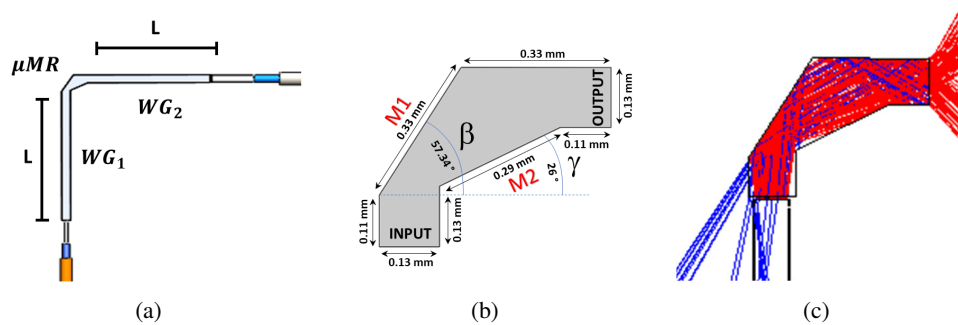 L
μMR
WG₂
L
WG₁
(a)
0.33 mm
M1
0.33 mm
β
57.34°
OUTPUT
0.13 mm
0.11 mm
0.29 mm
M2
26°
γ
0.11 mm
INPUT
0.13 mm
0.13 mm
(b)
(c)